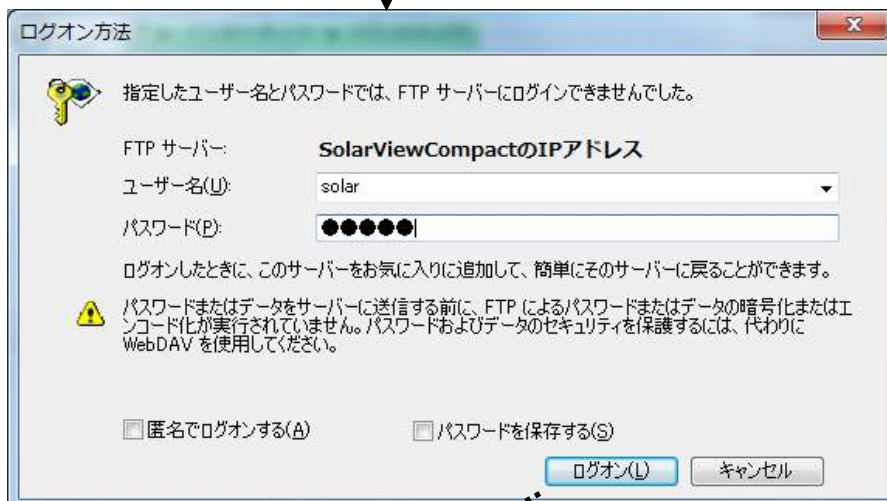 ログオン方法
指定したユーザー名とパスワードでは、FTP サーバーにログインできませんでした。
FTP サーバー: SolarViewCompactのIPアドレス
ユーザー名(U): solar
パスワード(P): ●●●●●
ログオンしたときに、このサーバーをお気に入りに追加して、簡単にそのサーバーに戻ることができます。
パスワードまたはデータをサーバーに送信する前に、FTP によるパスワードまたはデータの暗号化またはエ
ンコード化が実行されていません。パスワードおよびデータのセキュリティを保護するには、代わりに
WebDAV を使用してください。
匿名でログオンする(A) パスワードを保存する(S)
ログオン(L) キャンセル